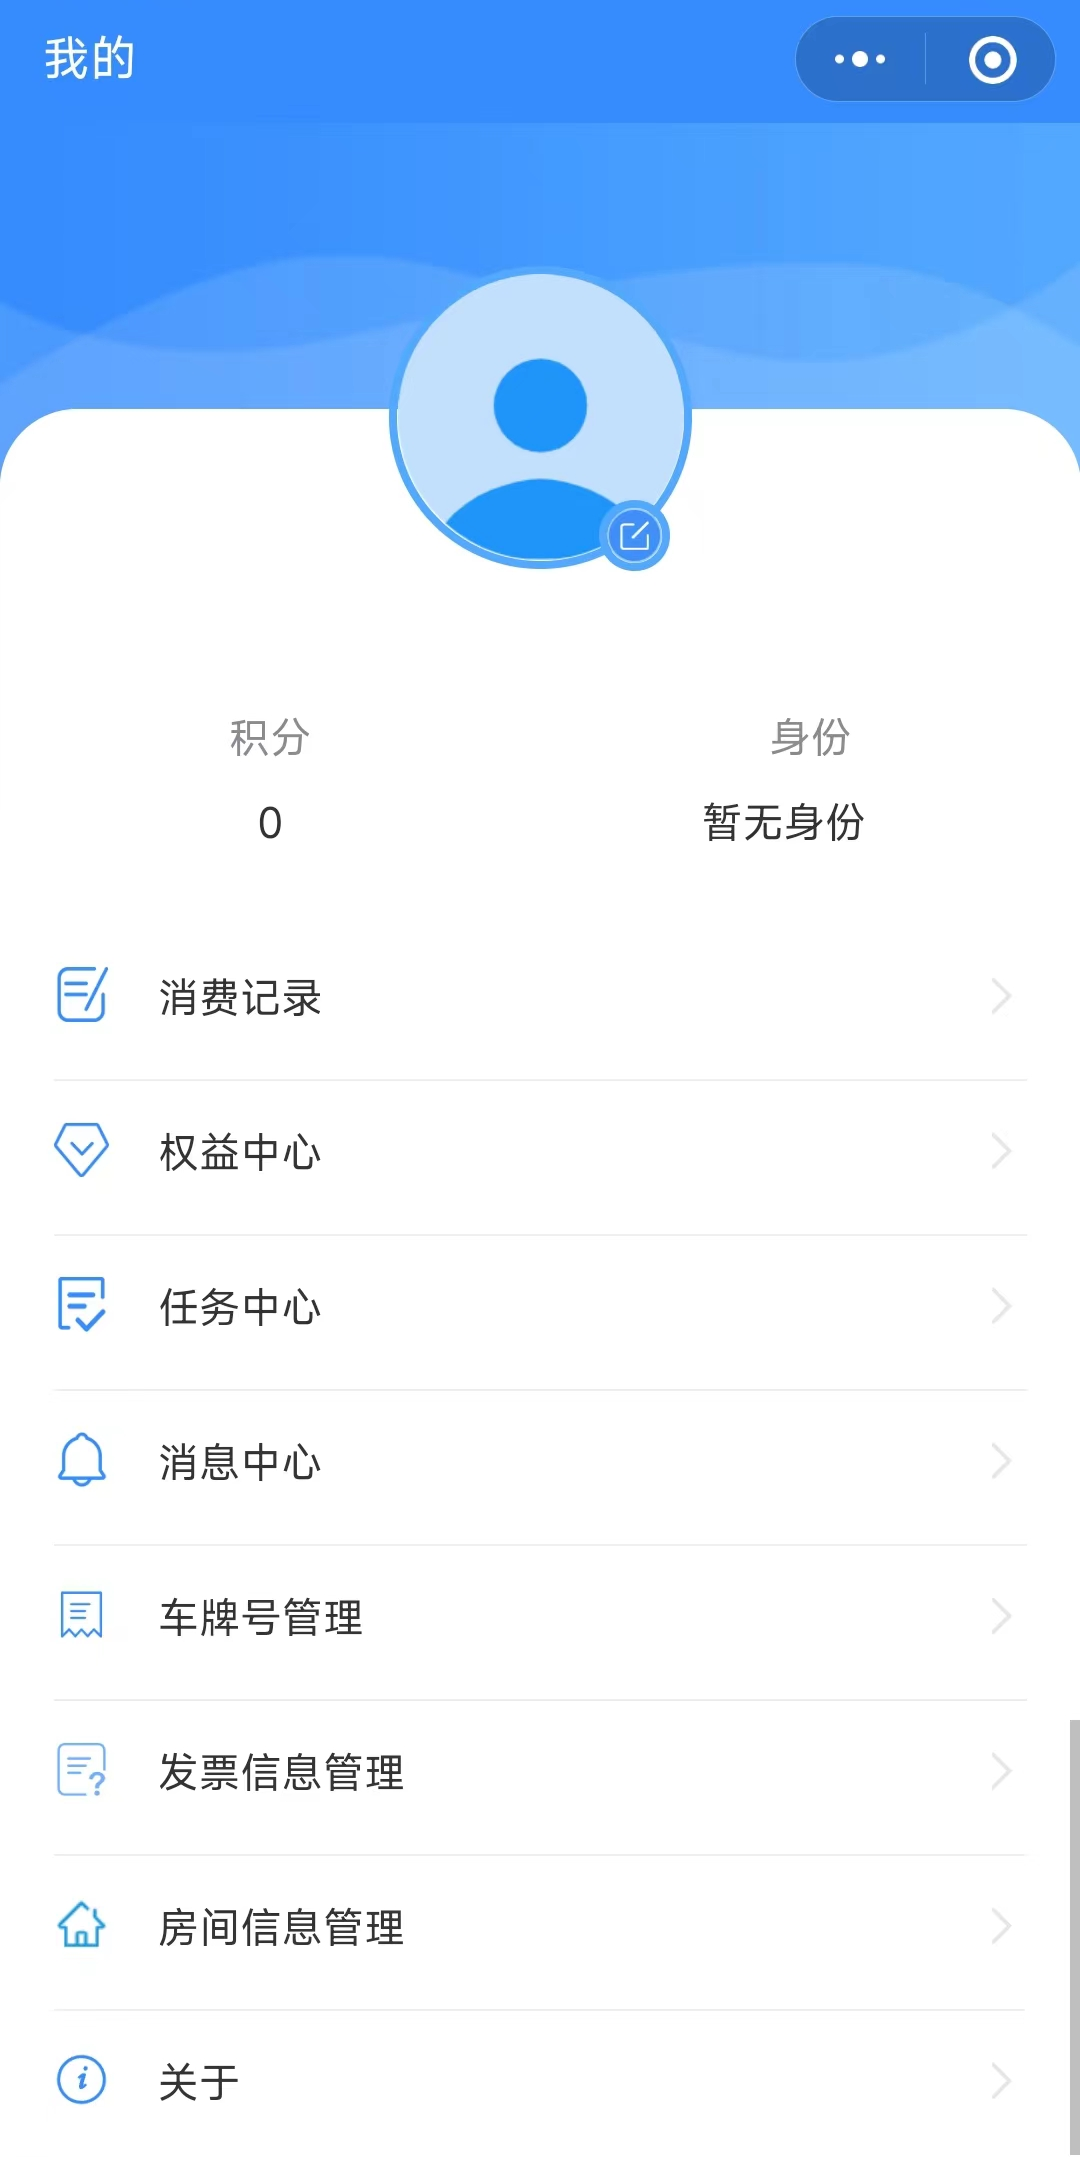 我的
积分
身份
0
暂无身份
消费记录
权益中心
任务中心
消息中心
车牌号管理
发票信息管理
房间信息管理
关于